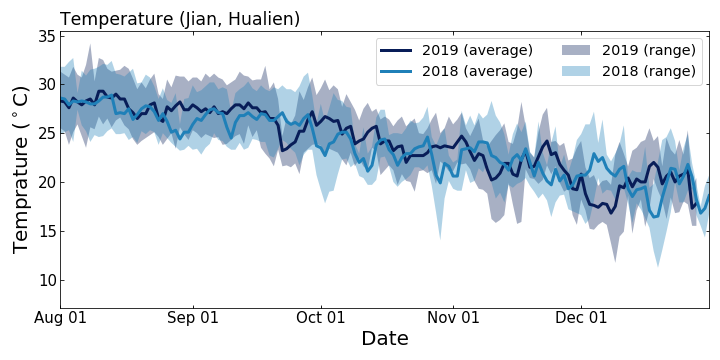 Temperature (Jian, Hualien)
35
30
25
20
15
10
Temprature (°C)
2019 (average)
2018 (average)
2019 (range)
2018 (range)
Aug 01
Sep 01
Oct 01
Nov 01
Dec 01
Date